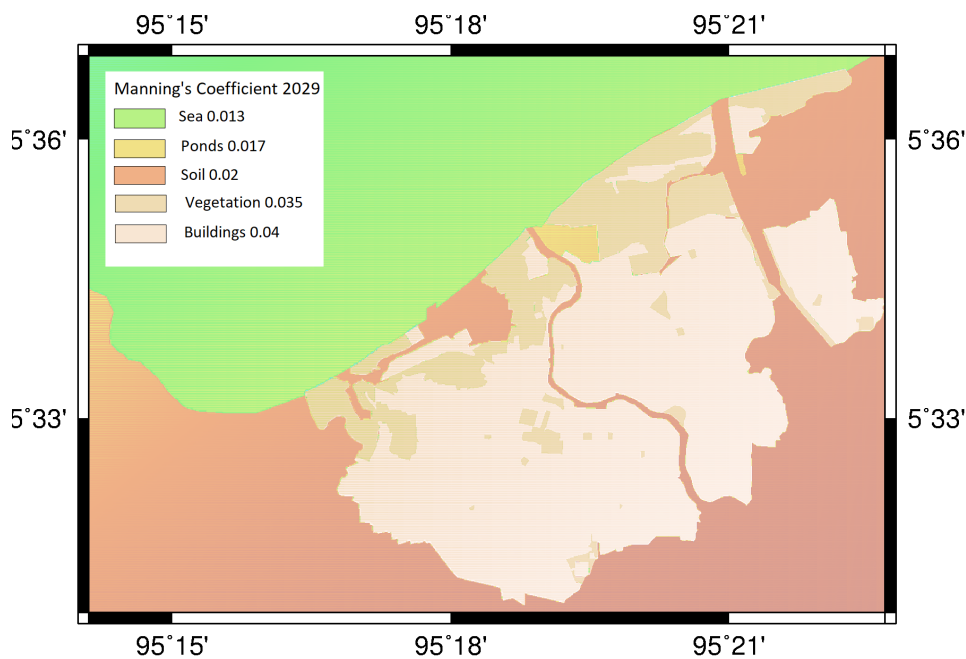 95°15' 95°18' 95°21'
Manning's Coefficient 2029
Sea 0.013
Ponds 0.017
Soil 0.02
Vegetation 0.035
Buildings 0.04
5°36' 5°36'
5°33' 5°33'
95°15' 95°18' 95°21'